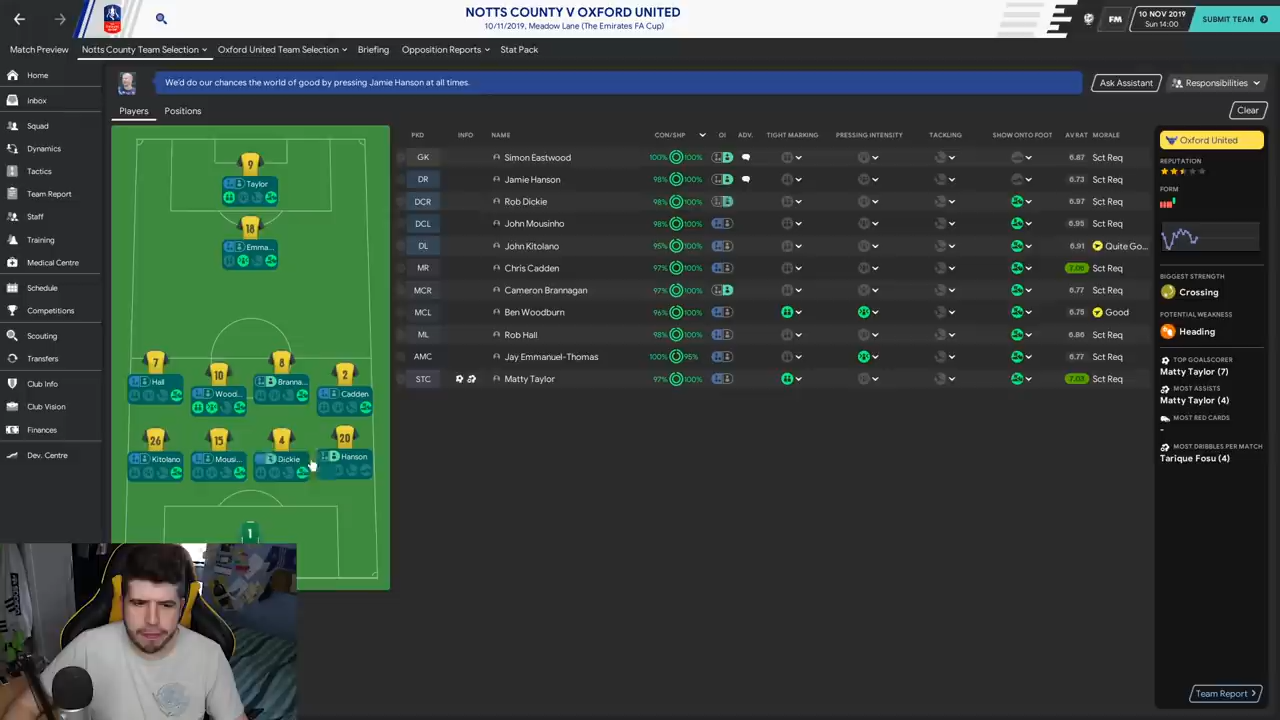 NOTTS COUNTY V OXFORD UNITED
10/11/2019, Meadow Lane (The Emirates FA Cup)
FM
10 NOV 2019
Sun 14:00
SUBMIT TEAM
Match Preview
Notts County Team Selection
Oxford United Team Selection
Briefing
Opposition Reports
Stat Pack
Home
Inbox
Squad
Dynamics
Tactics
Team Report
Staff
Training
Medical Centre
Schedule
Competitions
Scouting
Transfers
Club Info
Club Vision
Finances
Dev. Centre
We'd do our chances the world of good by pressing Jamie Hanson at all times.
Ask Assistant
Responsibilities
Players
Positions
Clear
9
Taylor
18
Emma...
7
Hall
10
Wood...
8
Branna...
2
Cadden
26
Kitolano
15
Mousi...
4
Dickie
20
Hanson
1
PKD INFO NAME CON/SHP OI ADV. TIGHT MARKING PRESSING INTENSITY TACKLING SHOW ONTO FOOT AV RAT MORALE
GK Simon Eastwood 100% 100% 6.87 Sct Req
DR Jamie Hanson 98% 100% 6.73 Sct Req
DCR Rob Dickie 98% 100% 6.97 Sct Req
DCL John Mousinho 98% 100% 6.95 Sct Req
DL John Kitolano 95% 100% 6.91 Quite Go...
MR Chris Cadden 97% 100% Sct Req
MCR Cameron Brannagan 97% 100% 6.77 Sct Req
MCL Ben Woodburn 96% 100% 6.75 Good
ML Rob Hall 98% 100% 6.86 Sct Req
AMC Jay Emmanuel-Thomas 100% 95% 6.77 Sct Req
STC Matty Taylor 97% 100% Sct Req
Oxford United
REPUTATION
FORM
BIGGEST STRENGTH
Crossing
POTENTIAL WEAKNESS
Heading
TOP GOALSCORER
Matty Taylor (7)
MOST ASSISTS
Matty Taylor (4)
MOST RED CARDS
-
MOST DRIBBLES PER MATCH
Tarique Fosu (4)
Team Report